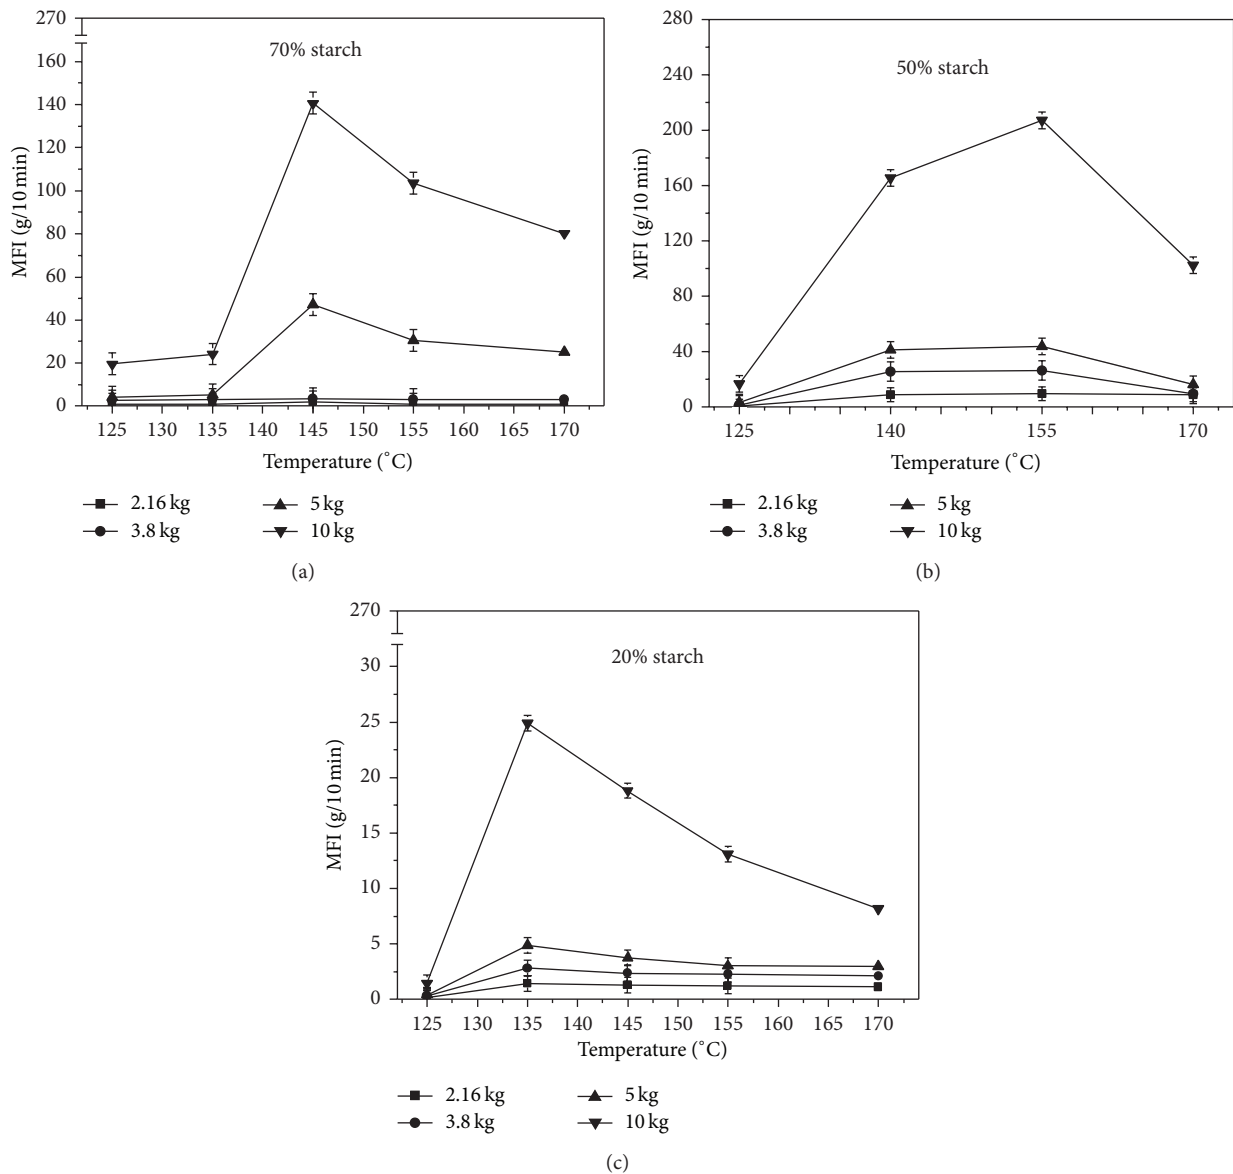 70% starch
MFI (g/10 min)
270
160
140
120
100
80
60
40
20
0
125 130 135 140 145 150 155 160 165 170
Temperature (°C)
2.16 kg 5 kg
3.8 kg 10 kg
(a)
50% starch
MFI (g/10 min)
280
240
200
160
120
80
40
0
125 140 155 170
Temperature (°C)
2.16 kg 5 kg
3.8 kg 10 kg
(b)
20% starch
MFI (g/10 min)
270
30
25
20
15
10
5
0
125 130 135 140 145 150 155 160 165 170
Temperature (°C)
2.16 kg 5 kg
3.8 kg 10 kg
(c)